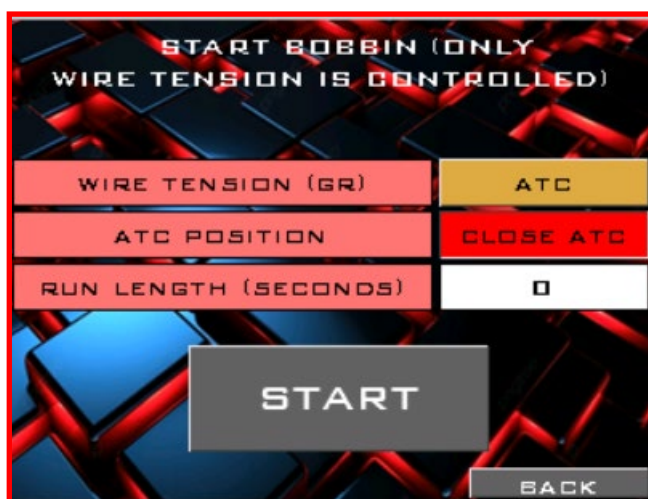 START BOBBIN (ONLY
WIRE TENSION IS CONTROLLED)
WIRE TENSION (GR) ATC
ATC POSITION CLOSE ATC
RUN LENGTH (SECONDS) 0
START
BACK